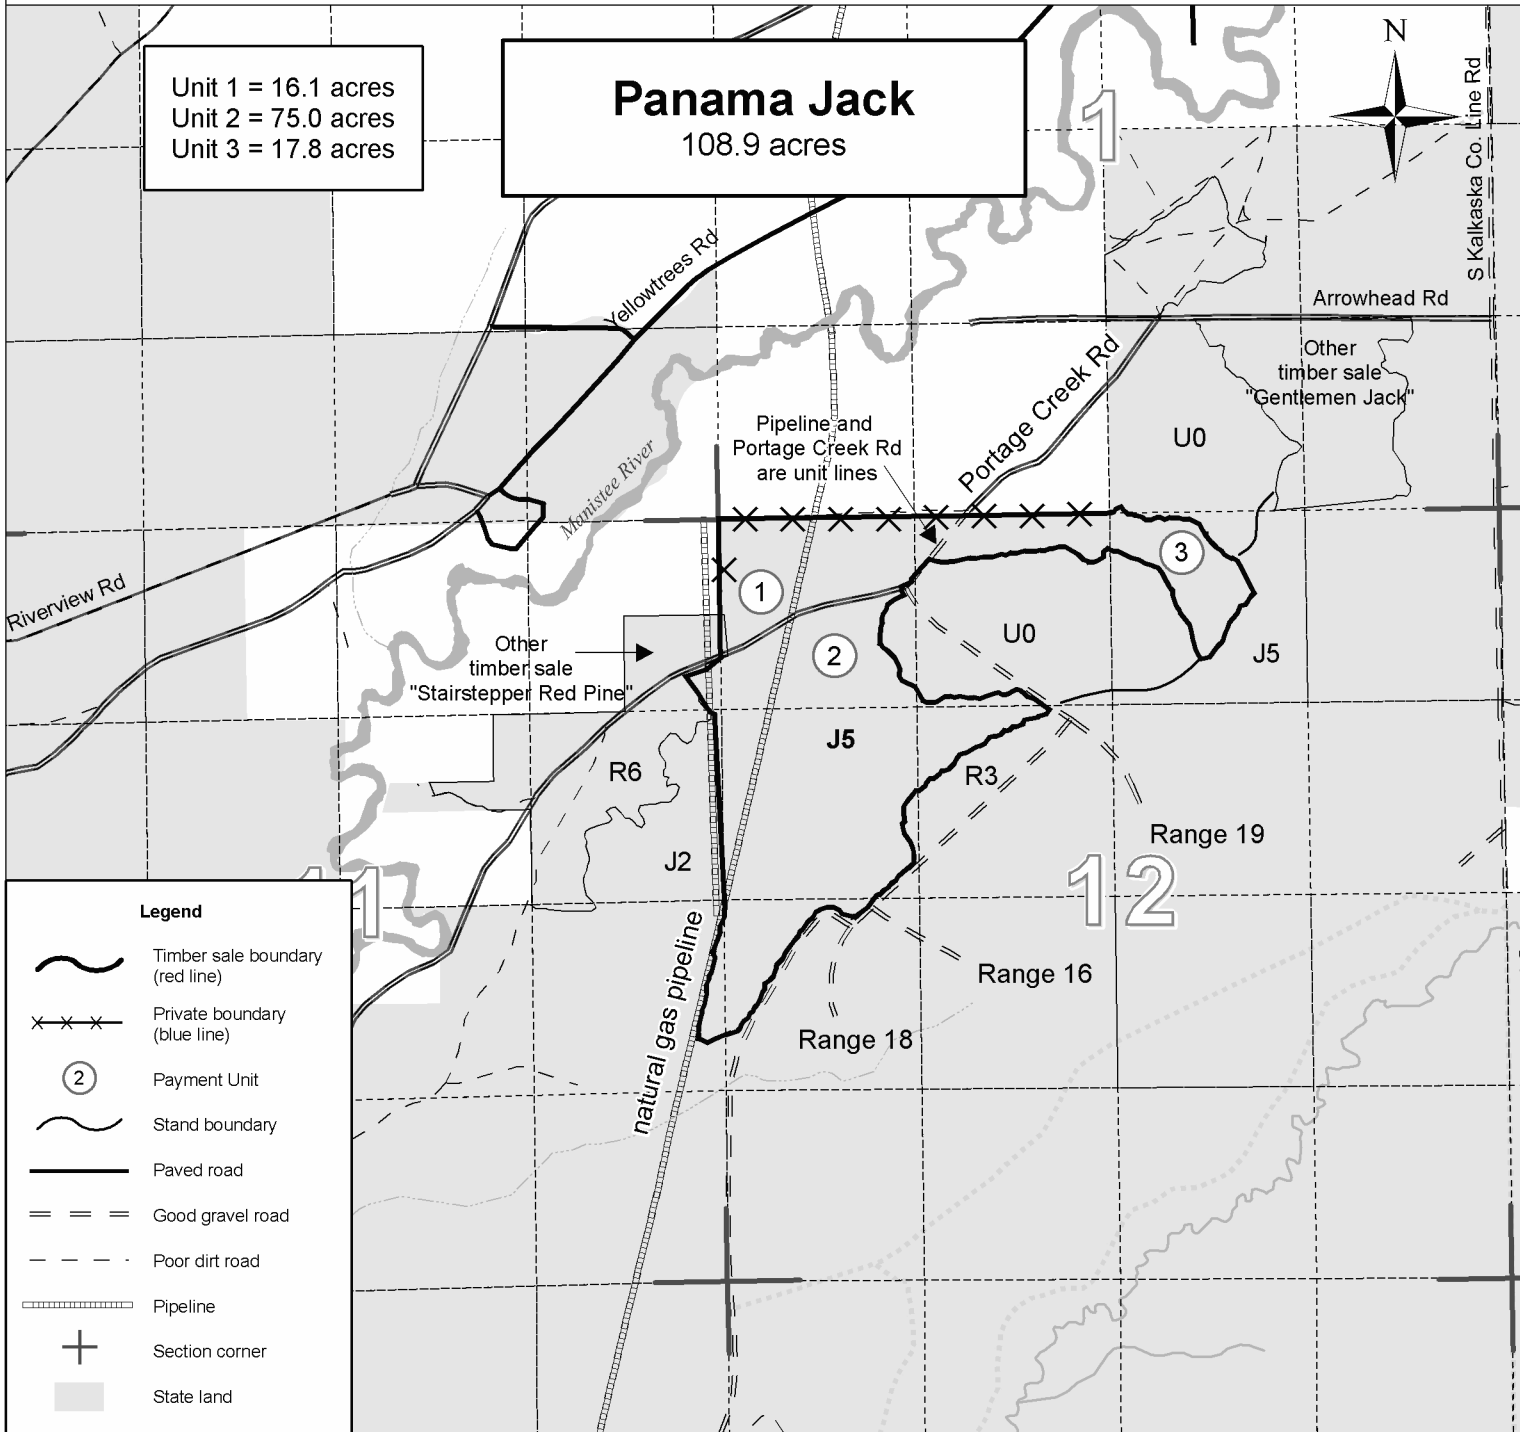 Unit 1 = 16.1 acres
Unit 2 = 75.0 acres
Unit 3 = 17.8 acres
Panama Jack
108.9 acres
N
1
S Kalkaska Co. Line Rd
Yellowtrees Rd
Arrowhead Rd
Other
timber sale
"Gentlemen Jack"
Portage Creek Rd
Pipeline and
Portage Creek Rd
are unit lines
U0
Manistee River
Riverview Rd
3
1
2
U0
J5
Other
timber sale
"Stairstepper Red Pine"
J5
R6
R3
J2
Range 19
11
12
natural gas pipeline
Range 16
Range 18
Legend
Timber sale boundary
(red line)
Private boundary
(blue line)
2
Payment Unit
Stand boundary
Paved road
Good gravel road
Poor dirt road
Pipeline
Section corner
State land